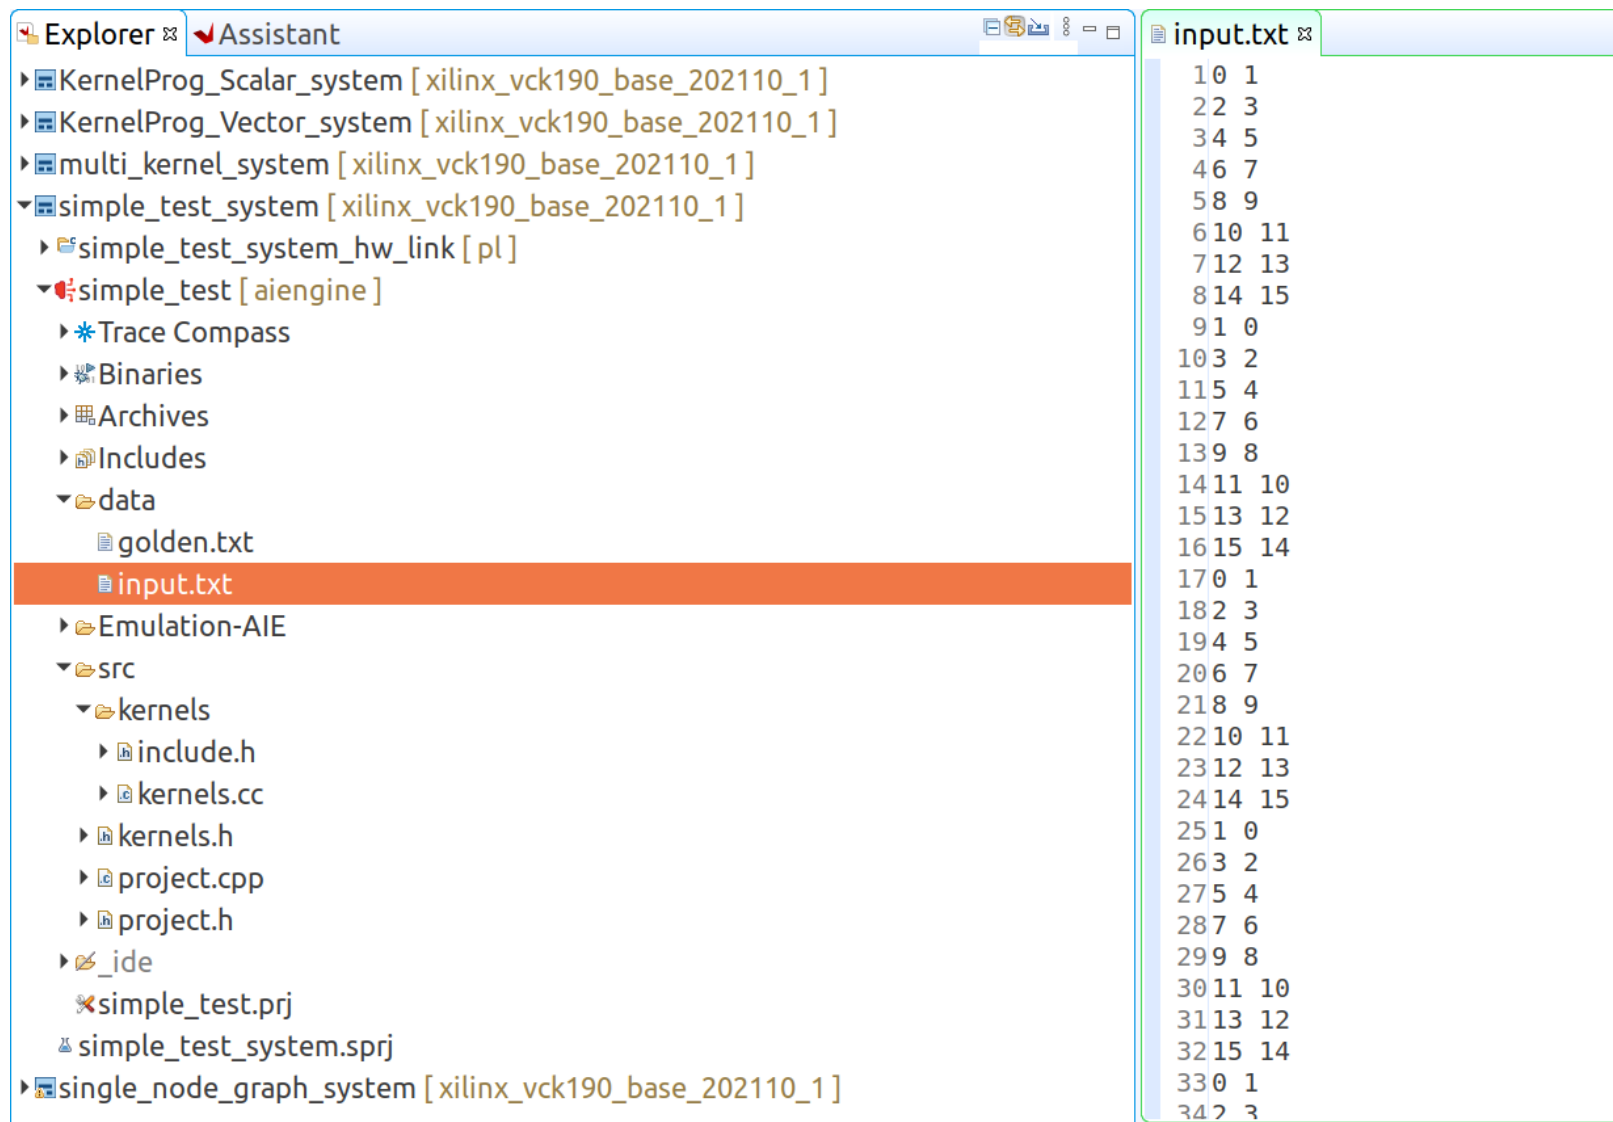 Explorer Assistant
KernelProg_Scalar_system [ xilinx_vck190_base_202110_1 ]
KernelProg_Vector_system [ xilinx_vck190_base_202110_1 ]
multi_kernel_system [ xilinx_vck190_base_202110_1 ]
simple_test_system [ xilinx_vck190_base_202110_1 ]
simple_test_system_hw_link [ pl ]
simple_test [ aiengine ]
Trace Compass
Binaries
Archives
Includes
data
golden.txt
input.txt
Emulation-AIE
src
kernels
include.h
kernels.cc
kernels.h
project.cpp
project.h
_ide
simple_test.prj
simple_test_system.sprj
single_node_graph_system [ xilinx_vck190_base_202110_1 ]
input.txt
1 0 1
2 2 3
3 4 5
4 6 7
5 8 9
6 10 11
7 12 13
8 14 15
9 1 0
10 3 2
11 5 4
12 7 6
13 9 8
14 11 10
15 13 12
16 15 14
17 0 1
18 2 3
19 4 5
20 6 7
21 8 9
22 10 11
23 12 13
24 14 15
25 1 0
26 3 2
27 5 4
28 7 6
29 9 8
30 11 10
31 13 12
32 15 14
33 0 1
34 2 3